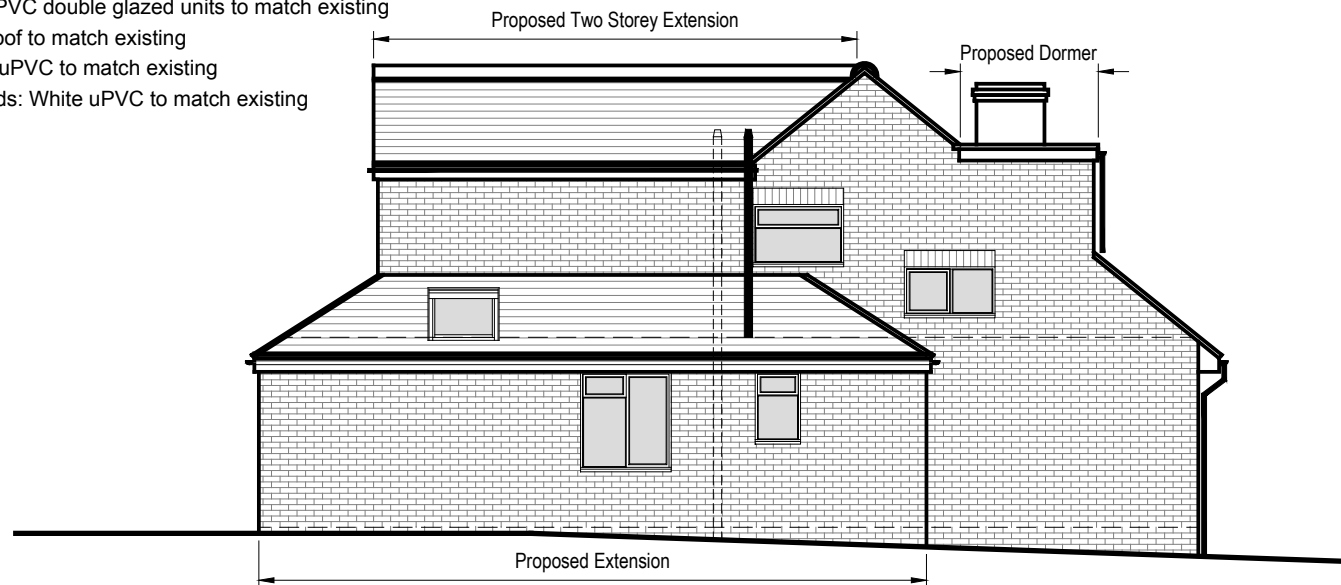 PVC double glazed units to match existing
Proposed Two Storey Extension
oof to match existing
Proposed Dormer
uPVC to match existing
ds: White uPVC to match existing
Proposed Extension